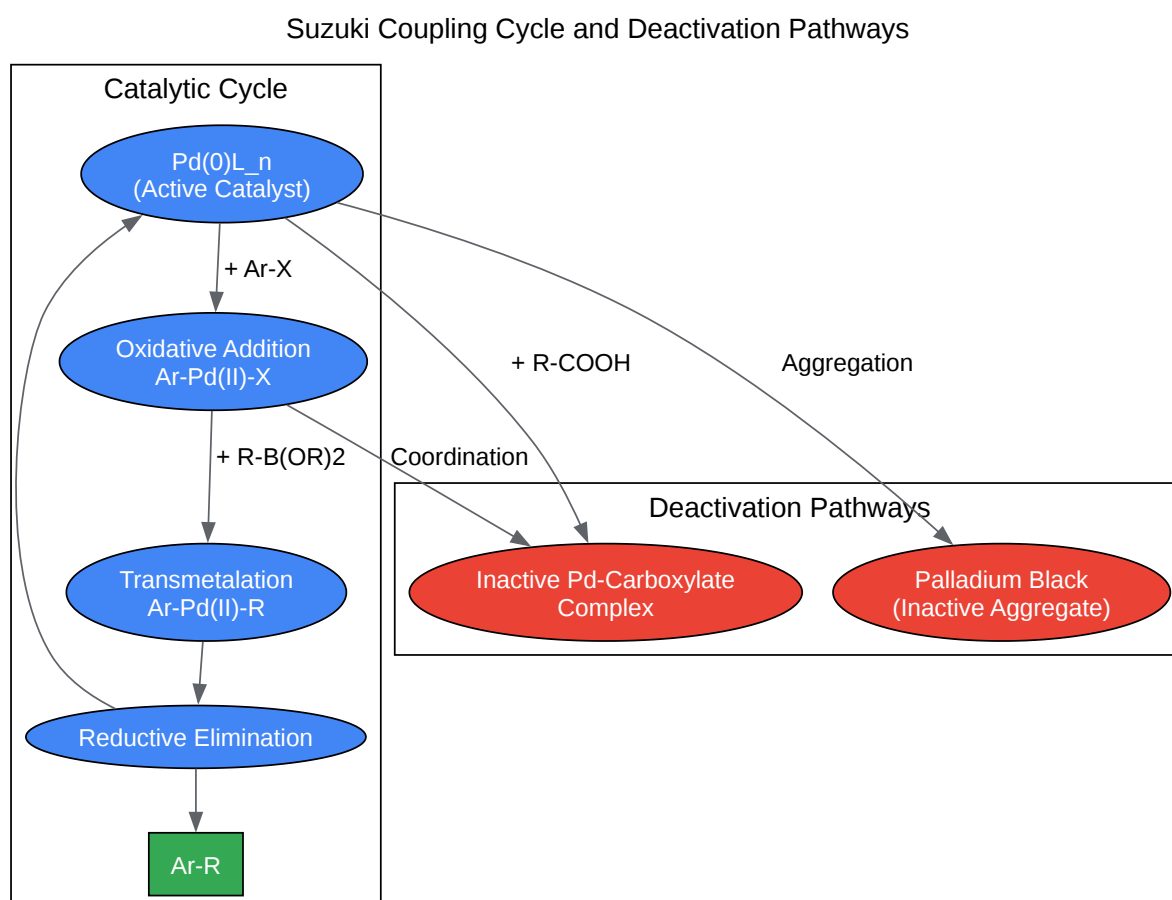 Suzuki Coupling Cycle and Deactivation Pathways
Catalytic Cycle
Pd(0)L_n
(Active Catalyst)
+ Ar-X
Oxidative Addition
Ar-Pd(II)-X
+ R-COOH
Aggregation
+ R-B(OR)2
Coordination
Deactivation Pathways
Transmetalation
Ar-Pd(II)-R
Inactive Pd-Carboxylate
Complex
Palladium Black
(Inactive Aggregate)
Reductive Elimination
Ar-R